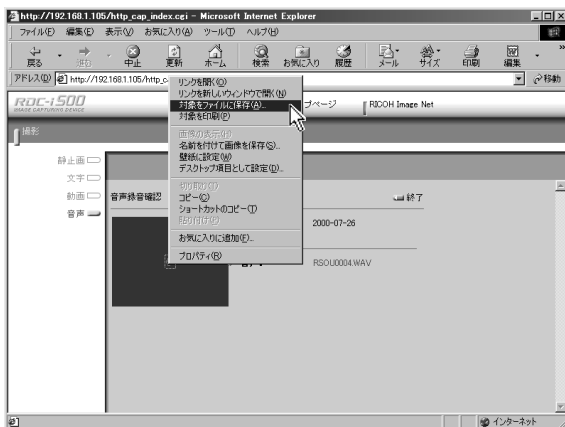 http://192.168.1.105/http_cap_index.cgi - Microsoft Internet Explorer
ファイル(F) 編集(E) 表示(V) お気に入り(A) ツール(T) ヘルプ(H)
戻る 進む 中止 更新 ホーム 検索 お気に入り 履歴 メール サイズ 印刷 編集 »
アドレス(D) http://192.168.1.105/http_c 移動
RDC-i500
IMAGE CAPTURING DEVICE
プページ RICOH Image Net
撮影
リンクを開く(O)
リンクを新しいウィンドウで開く(N)
対象をファイルに保存(A)...
対象を印刷(P)
画像の表示(H)
名前を付けて画像を保存(S)...
壁紙に設定(W)
デスクトップ項目として設定(D)...
切り取り(T)
コピー(C)
ショートカットのコピー(T)
貼り付け(P)
お気に入りに追加(F)...
プロパティ(R)
静止画
文字
動画
音声
音声録音確認
終了
2000-07-26
RSOU0004.WAV
インターネット